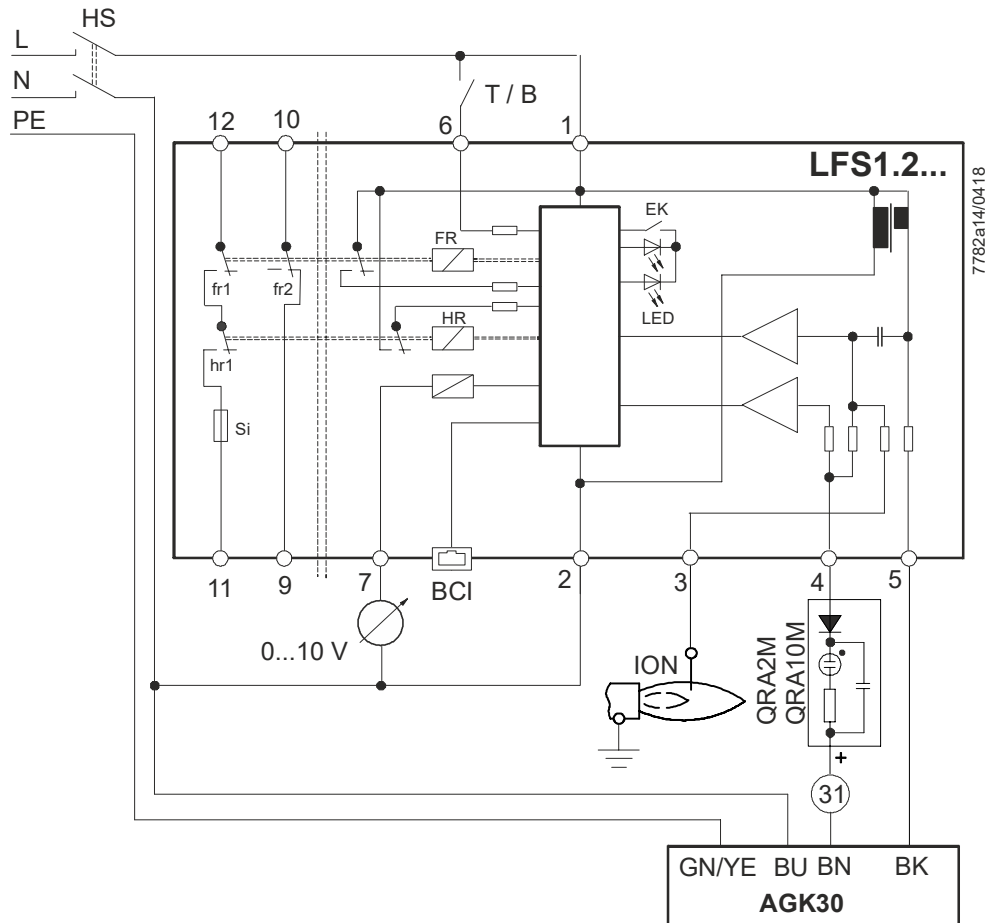 HS
L
N
PE
T / B
12 10 6 1
LFS1.2...
7782a14/0418
EK
FR
fr1 fr2
LED
HR
hr1
Si
11 9 7 BCI 2 3 4 5
0...10 V
ION
QRA2M
QRA10M
+
31
GN/YE BU BN BK
AGK30